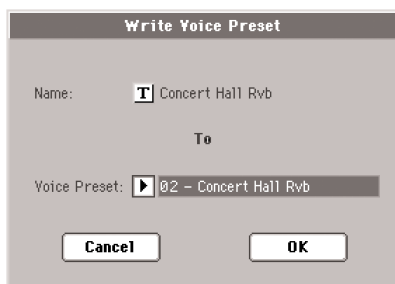 Write Voice Preset
Name: T Concert Hall Rvb
To
Voice Preset: 02 – Concert Hall Rvb
Cancel OK